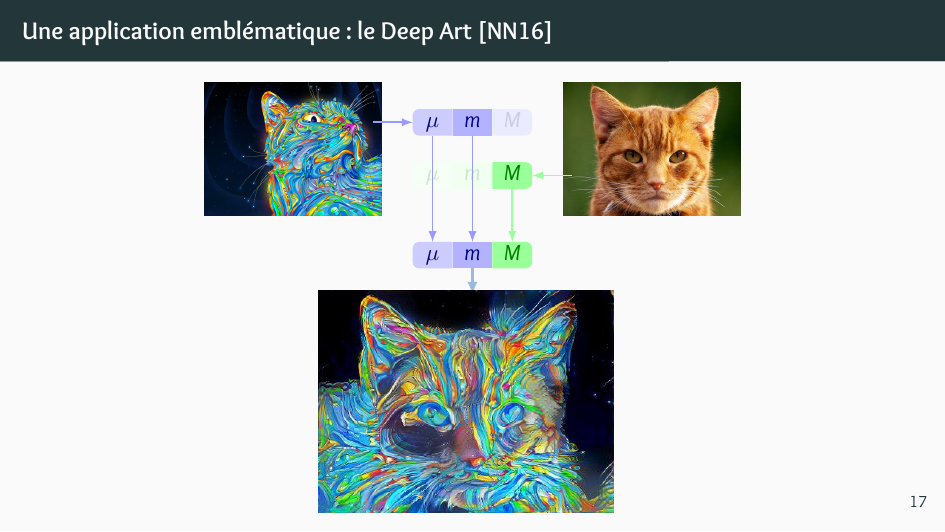 Une application emblématique : le Deep Art [NN16]
μ m M
μ m M
μ m M
17